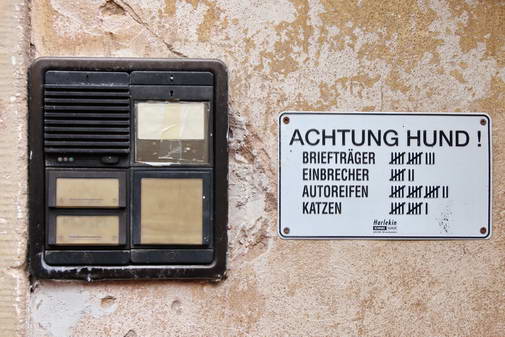 ACHTUNG HUND !
BRIEFTRÄGER
EINBRECHER
AUTOREIFEN
KATZEN
Harlekin